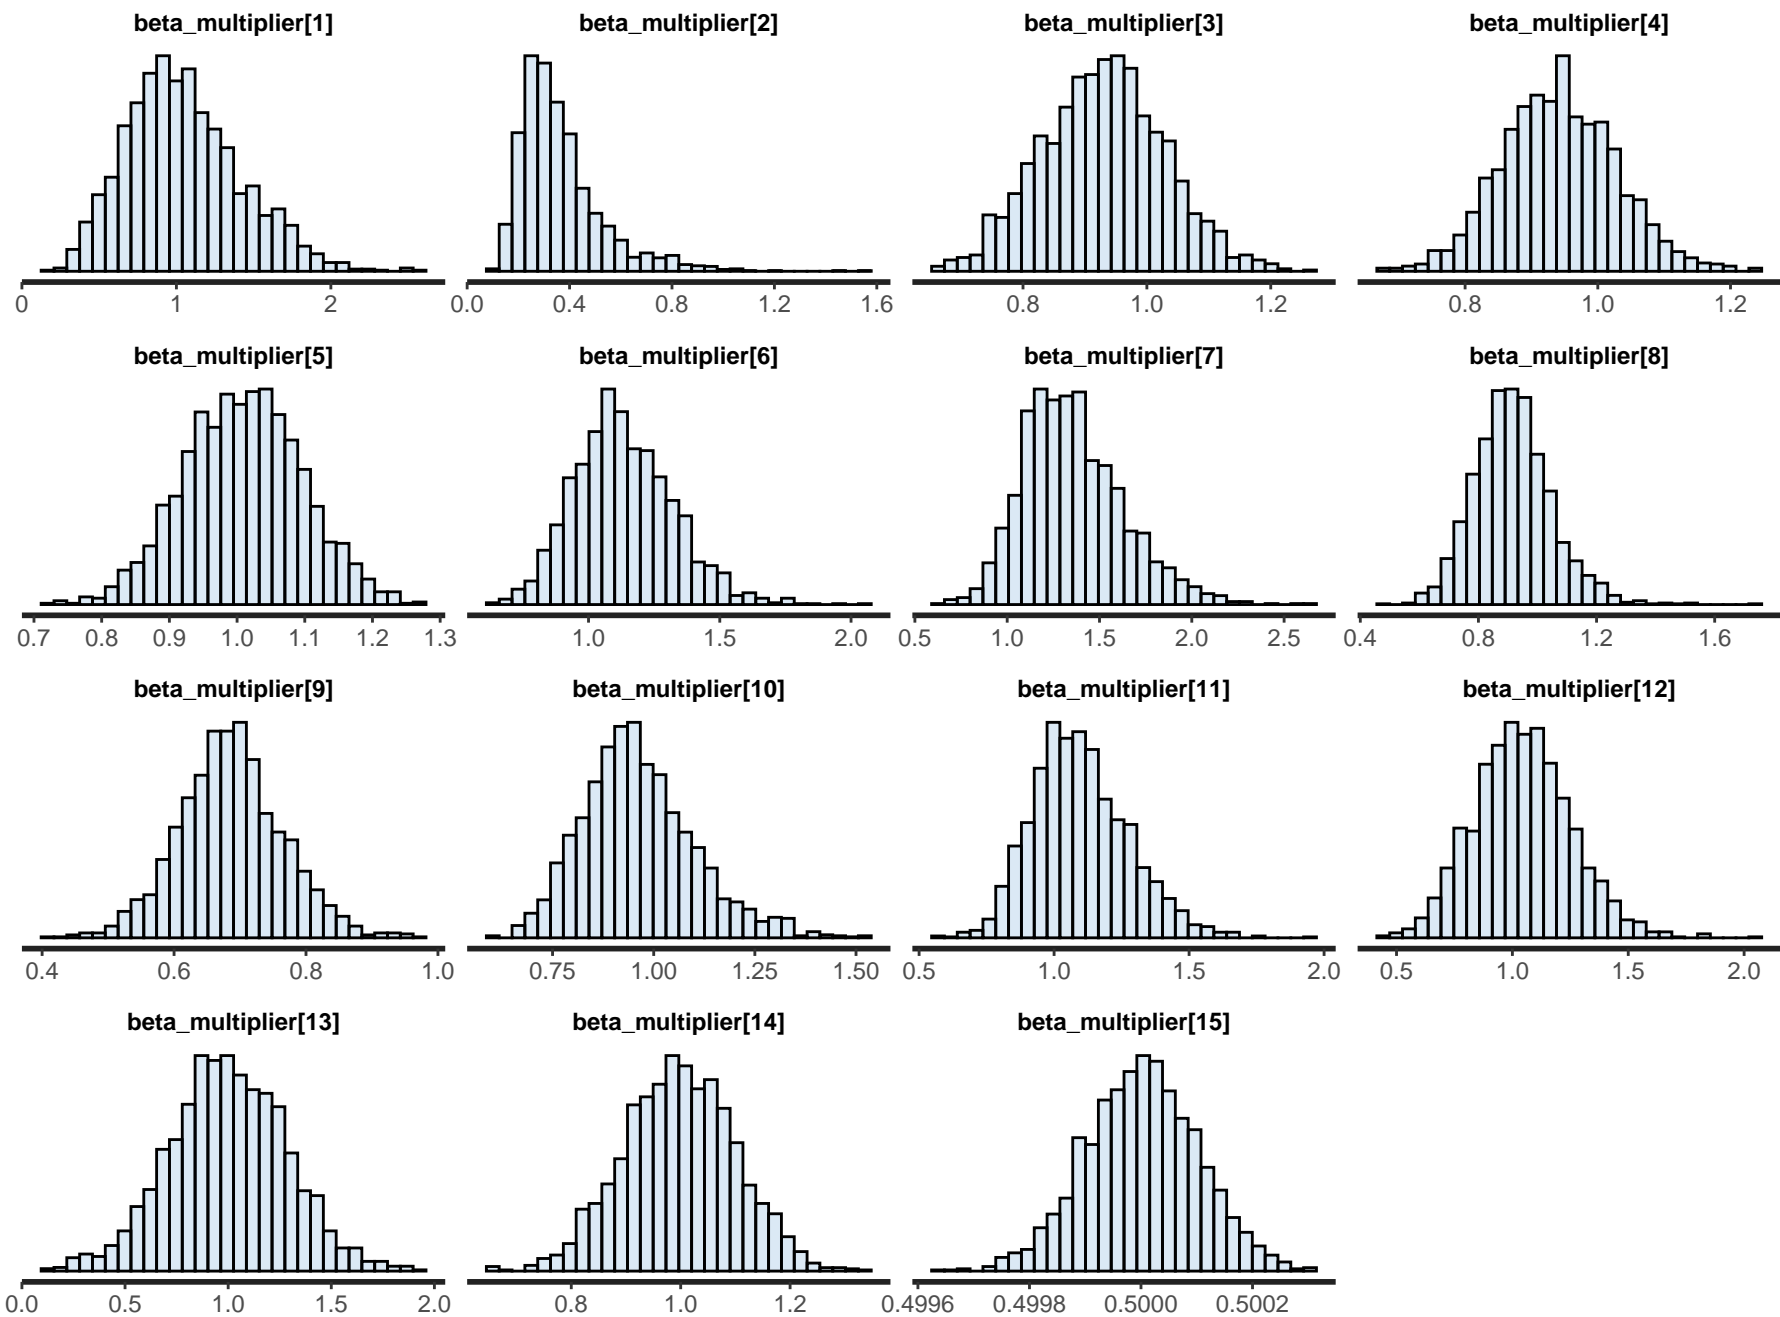 beta_multiplier[1] beta_multiplier[2] beta_multiplier[3] beta_multiplier[4]
0 1 2 0.0 0.4 0.8 1.2 1.6 0.8 1.0 1.2 0.8 1.0 1.2
beta_multiplier[5] beta_multiplier[6] beta_multiplier[7] beta_multiplier[8]
0.7 0.8 0.9 1.0 1.1 1.2 1.3 1.0 1.5 2.0 0.5 1.0 1.5 2.0 2.5 0.4 0.8 1.2 1.6
beta_multiplier[9] beta_multiplier[10] beta_multiplier[11] beta_multiplier[12]
0.4 0.6 0.8 1.0 0.75 1.00 1.25 1.50 0.5 1.0 1.5 2.0 0.5 1.0 1.5 2.0
beta_multiplier[13] beta_multiplier[14] beta_multiplier[15]
0.0 0.5 1.0 1.5 2.0 0.8 1.0 1.2 0.4996 0.4998 0.5000 0.5002